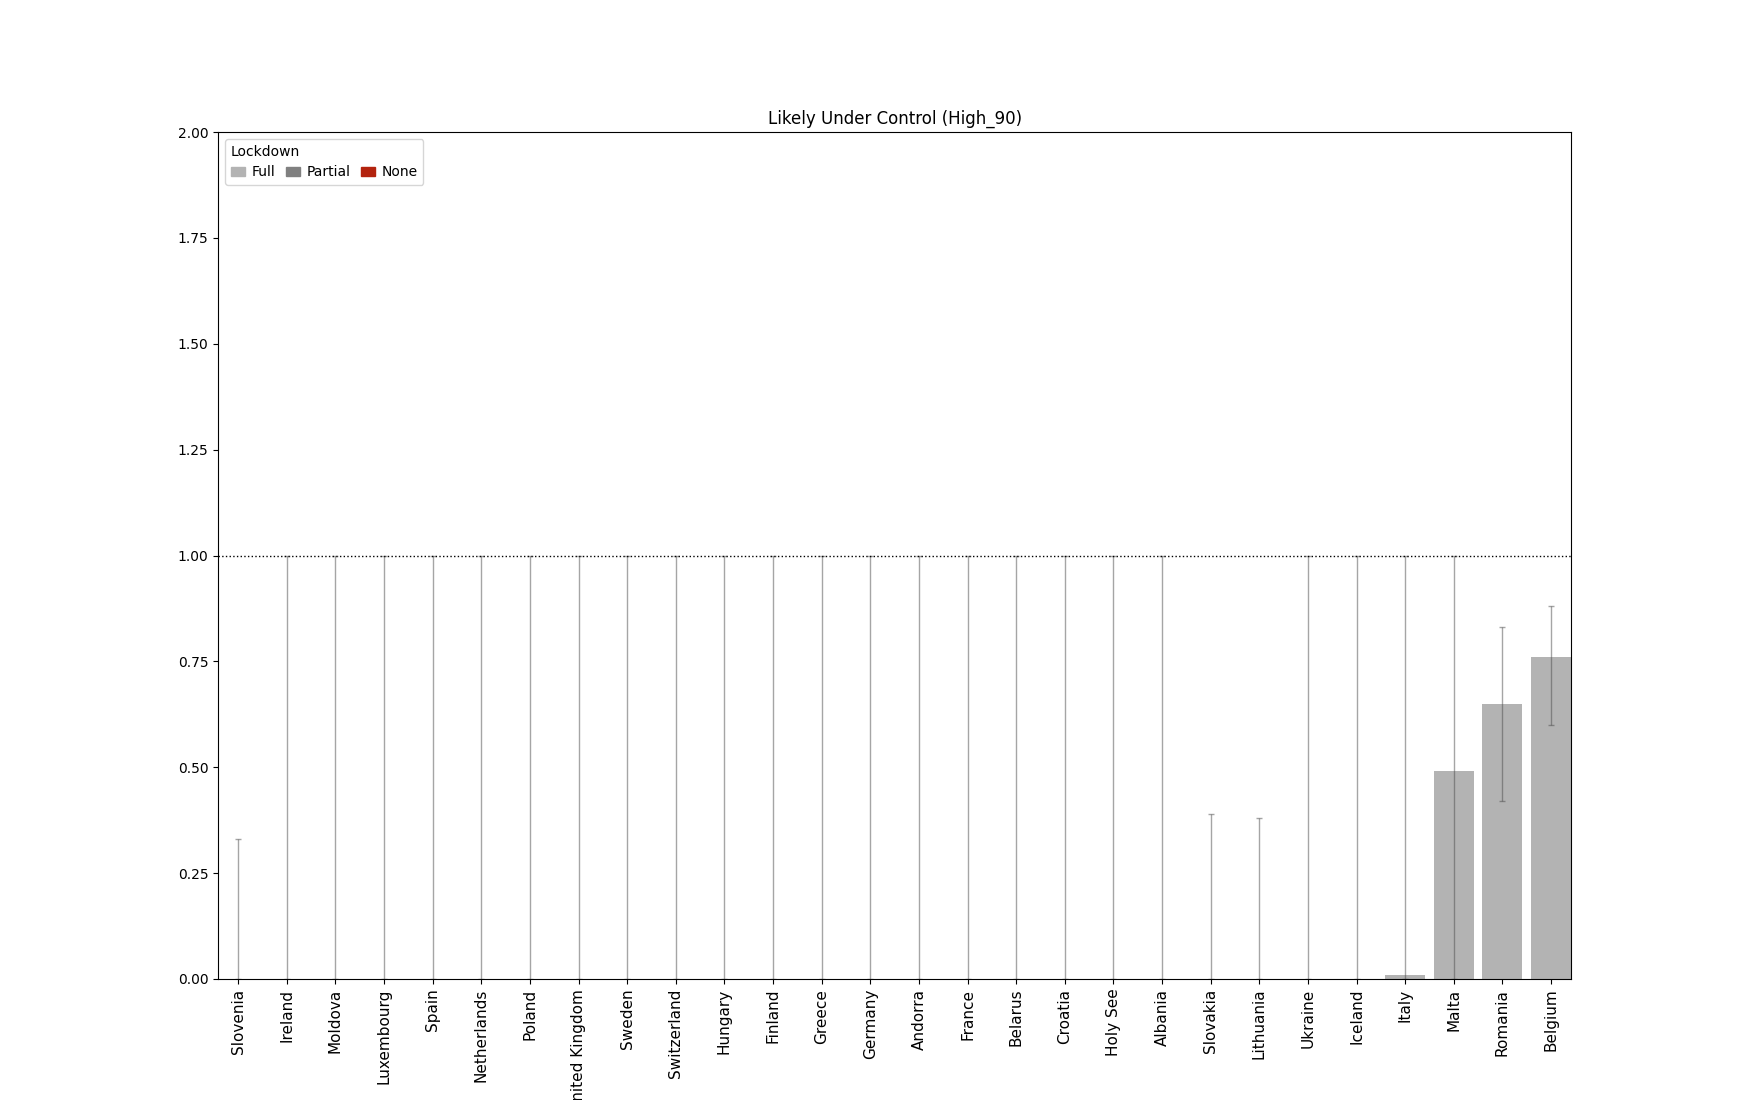 Likely Under Control (High_90)
Lockdown
Full Partial None
2.00
1.75
1.50
1.25
1.00
0.75
0.50
0.25
0.00
Slovenia
Ireland
Moldova
Luxembourg
Spain
Netherlands
Poland
nited Kingdom
Sweden
Switzerland
Hungary
Finland
Greece
Germany
Andorra
France
Belarus
Croatia
Holy See
Albania
Slovakia
Lithuania
Ukraine
Iceland
Italy
Malta
Romania
Belgium